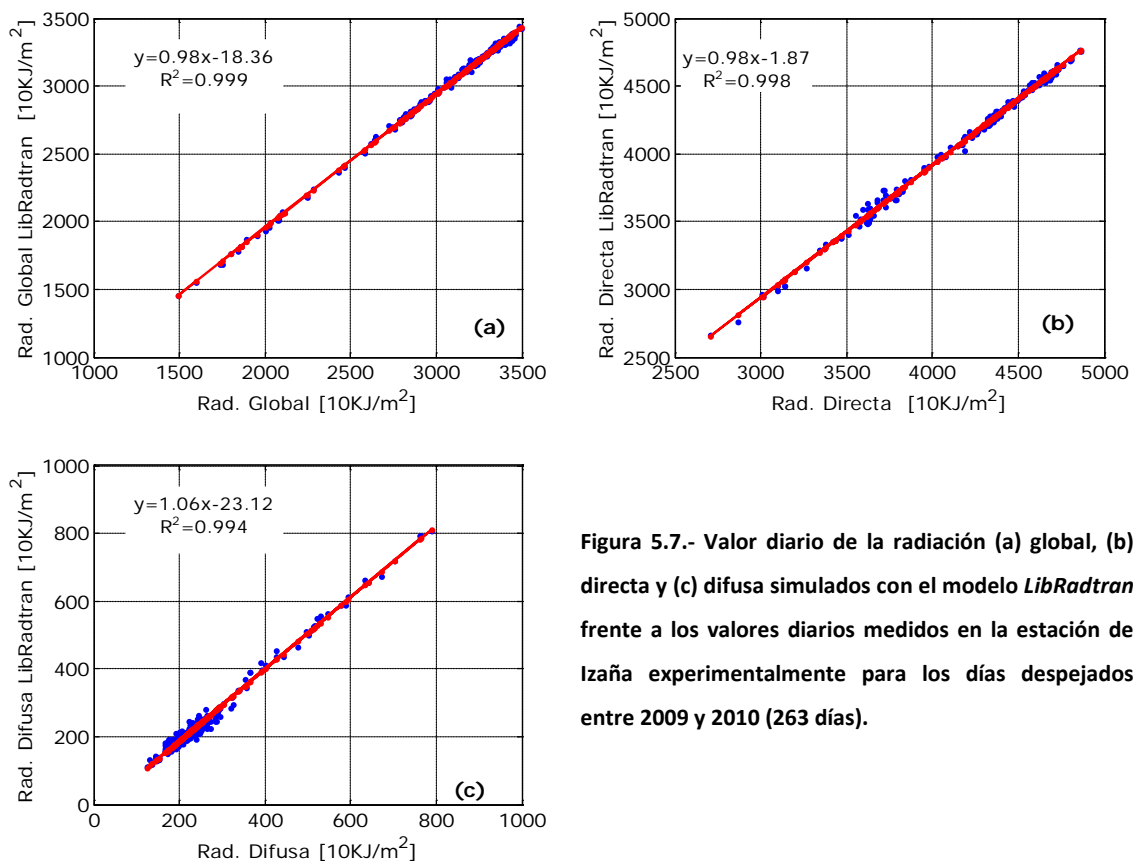 3500
3000
2500
2000
1500
1000
Rad. Global LibRadtran [10KJ/m²]
y=0.98x-18.36
R²=0.999
(a)
1000 1500 2000 2500 3000 3500
Rad. Global [10KJ/m²]
5000
4500
4000
3500
3000
2500
Rad. Directa LibRadtran [10KJ/m²]
y=0.98x-1.87
R²=0.998
(b)
2500 3000 3500 4000 4500 5000
Rad. Directa [10KJ/m²]
1000
800
600
400
200
0
Rad. Difusa LibRadtran [10KJ/m²]
y=1.06x-23.12
R²=0.994
(c)
0 200 400 600 800 1000
Rad. Difusa [10KJ/m²]
Figura 5.7.- Valor diario de la radiación (a) global, (b)
directa y (c) difusa simulados con el modelo LibRadtran
frente a los valores diarios medidos en la estación de
Izaña experimentalmente para los días despejados
entre 2009 y 2010 (263 días).